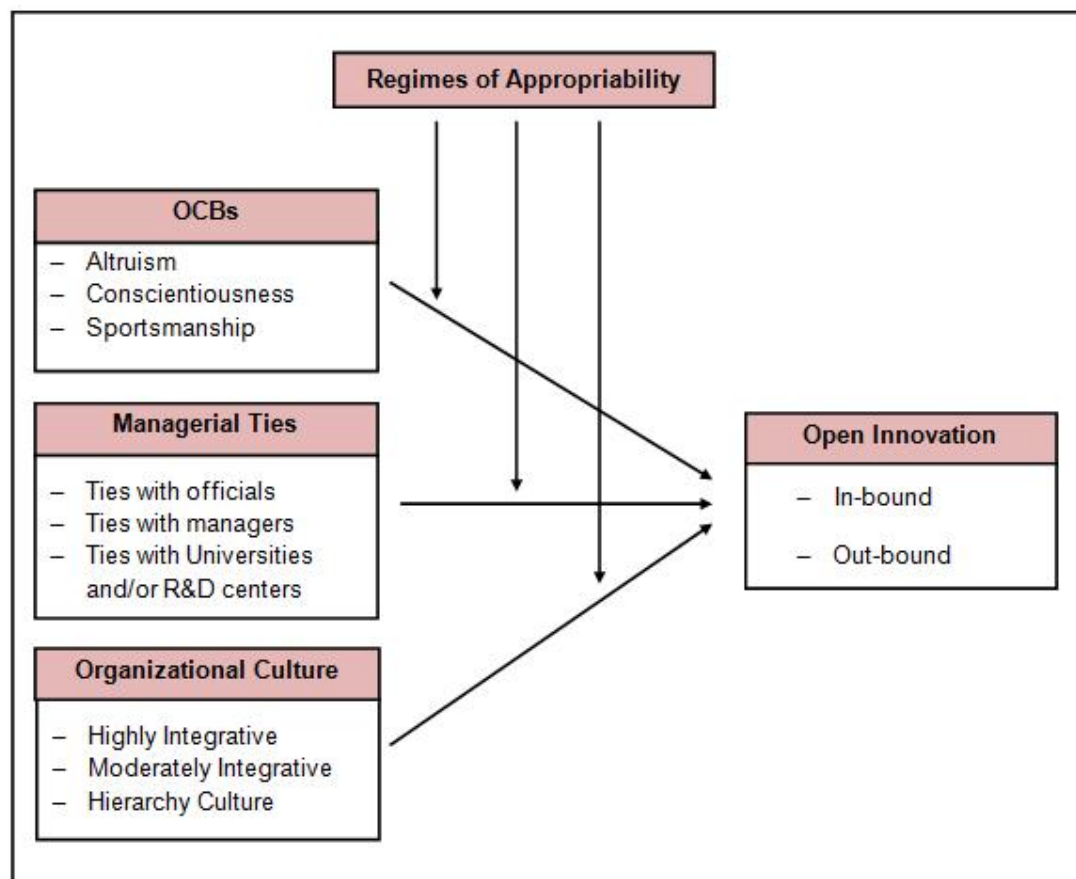 Regimes of Appropriability
OCBs
– Altruism
– Conscientiousness
– Sportsmanship
Managerial Ties
– Ties with officials
– Ties with managers
– Ties with Universities
and/or R&D centers
Organizational Culture
– Highly Integrative
– Moderately Integrative
– Hierarchy Culture
Open Innovation
– In-bound
– Out-bound